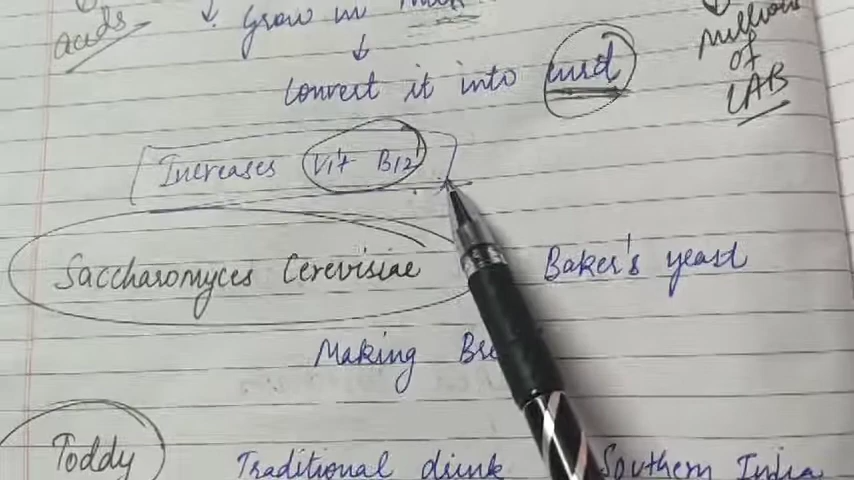 acids
Grow in
millions
of
LAB
Convert it into curd
Increases Vit B12
Saccharomyces Cerevisiae Baker's yeast
Making
Toddy Traditional drink Southern India